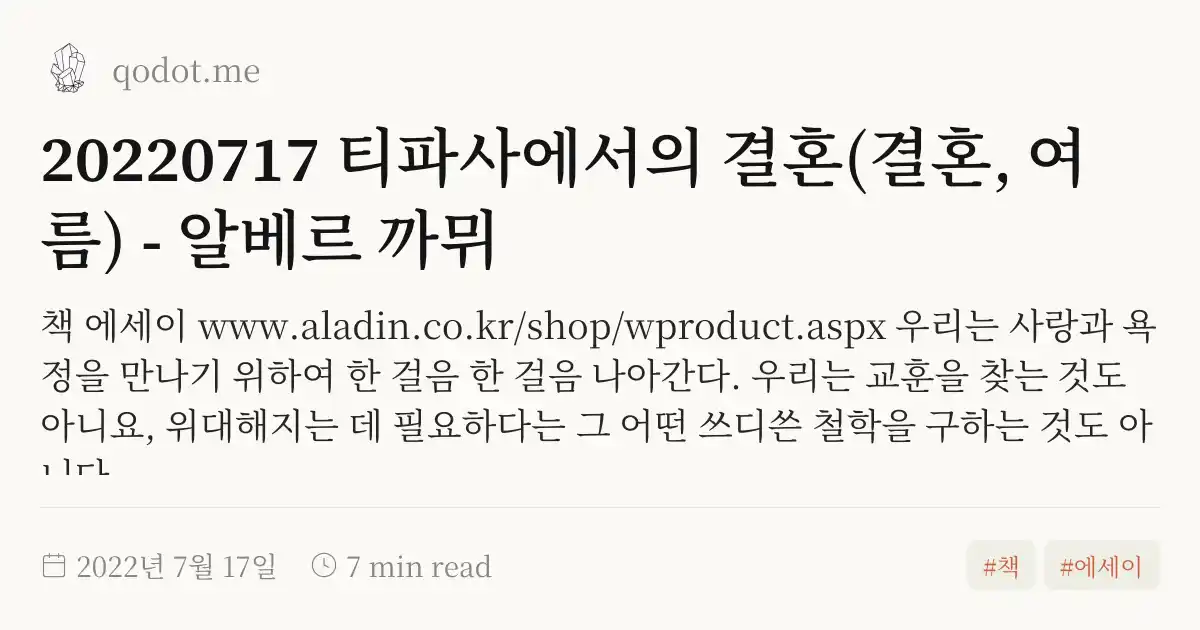 qodot.me
20220717 티파사에서의 결혼(결혼, 여
름) - 알베르 까뮈
책 에세이 www.aladin.co.kr/shop/wproduct.aspx 우리는 사랑과 욕
정을 만나기 위하여 한 걸음 한 걸음 나아간다. 우리는 교훈을 찾는 것도
아니요, 위대해지는 데 필요하다는 그 어떤 쓰디쓴 철학을 구하는 것도 아
2022년 7월 17일 7 min read #책 #에세이